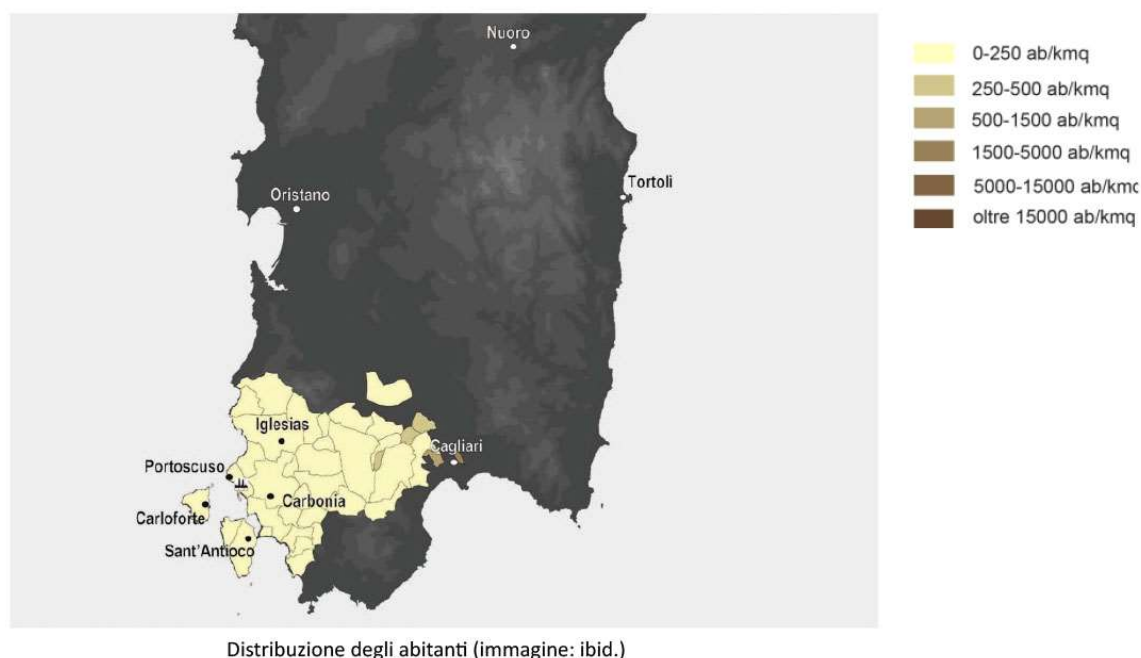 Nuoro
Oristano
Tortoli
Iglesias
Cagliari
Portoscuso
Carbonia
Carloforte
Sant'Antioco
0-250 ab/kmq
250-500 ab/kmq
500-1500 ab/kmq
1500-5000 ab/kmq
5000-15000 ab/kmq
oltre 15000 ab/kmq
Distribuzione degli abitanti (immagine: ibid.)